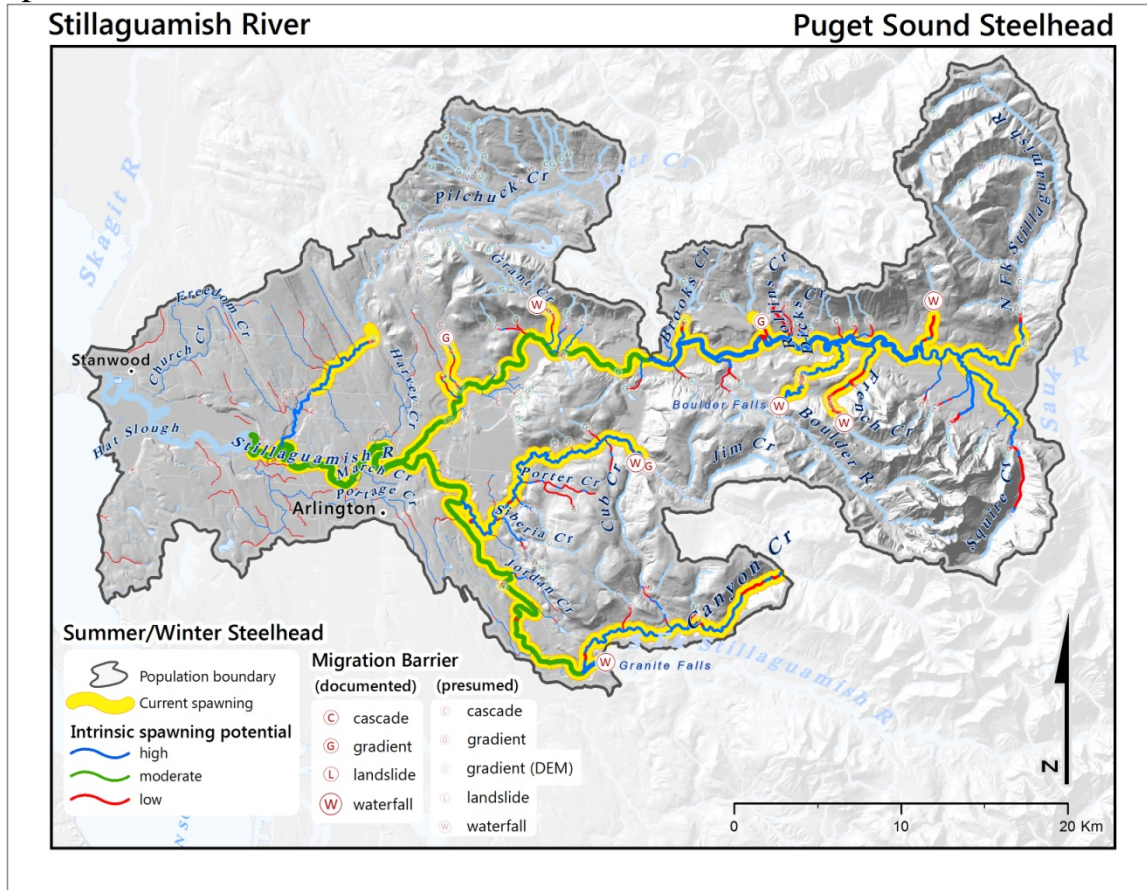 Stillaguamish River
Puget Sound Steelhead
Skagit R
Pilchuck Cr
Deer Cr
N Fk Stillaguamish R
Grant Cr
Brooks Cr
Rollins Cr
Dicks Cr
Freedom Cr
Church Cr
Harvey Cr
Stanwood
Hat Slough
Stillaguamish R
March Cr
Portage Cr
Arlington
Boulder Falls
French Cr
Boulder R
Jim Cr
Sauk R
Squire Cr
Porter Cr
Cub Cr
Siberia Cr
Jordan Cr
Canyon Cr
Stillaguamish R
Granite Falls
Summer/Winter Steelhead
Population boundary
Current spawning
Intrinsic spawning potential
high
moderate
low
Migration Barrier
(documented)
C cascade
G gradient
L landslide
W waterfall
(presumed)
C cascade
G gradient
G gradient (DEM)
L landslide
W waterfall
N
0 10 20 Km